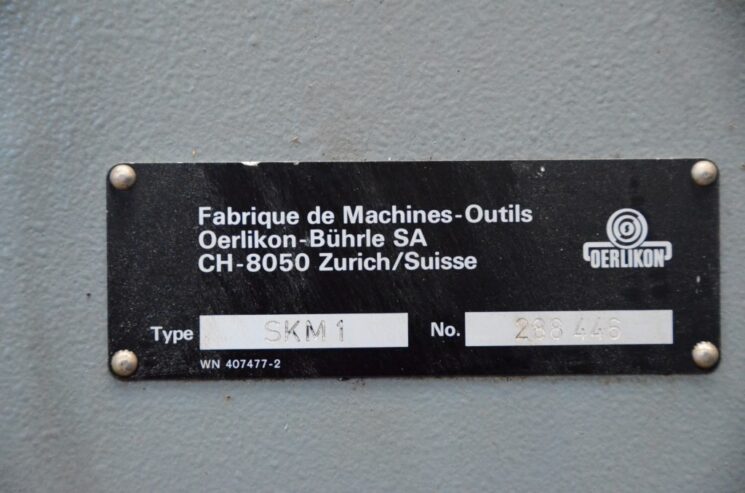 Fabrique de Machines-Outils
Oerlikon-Bührle SA
CH-8050 Zurich/Suisse
OERLIKON
Type SKM 1 No. 288 446
WN 407477-2